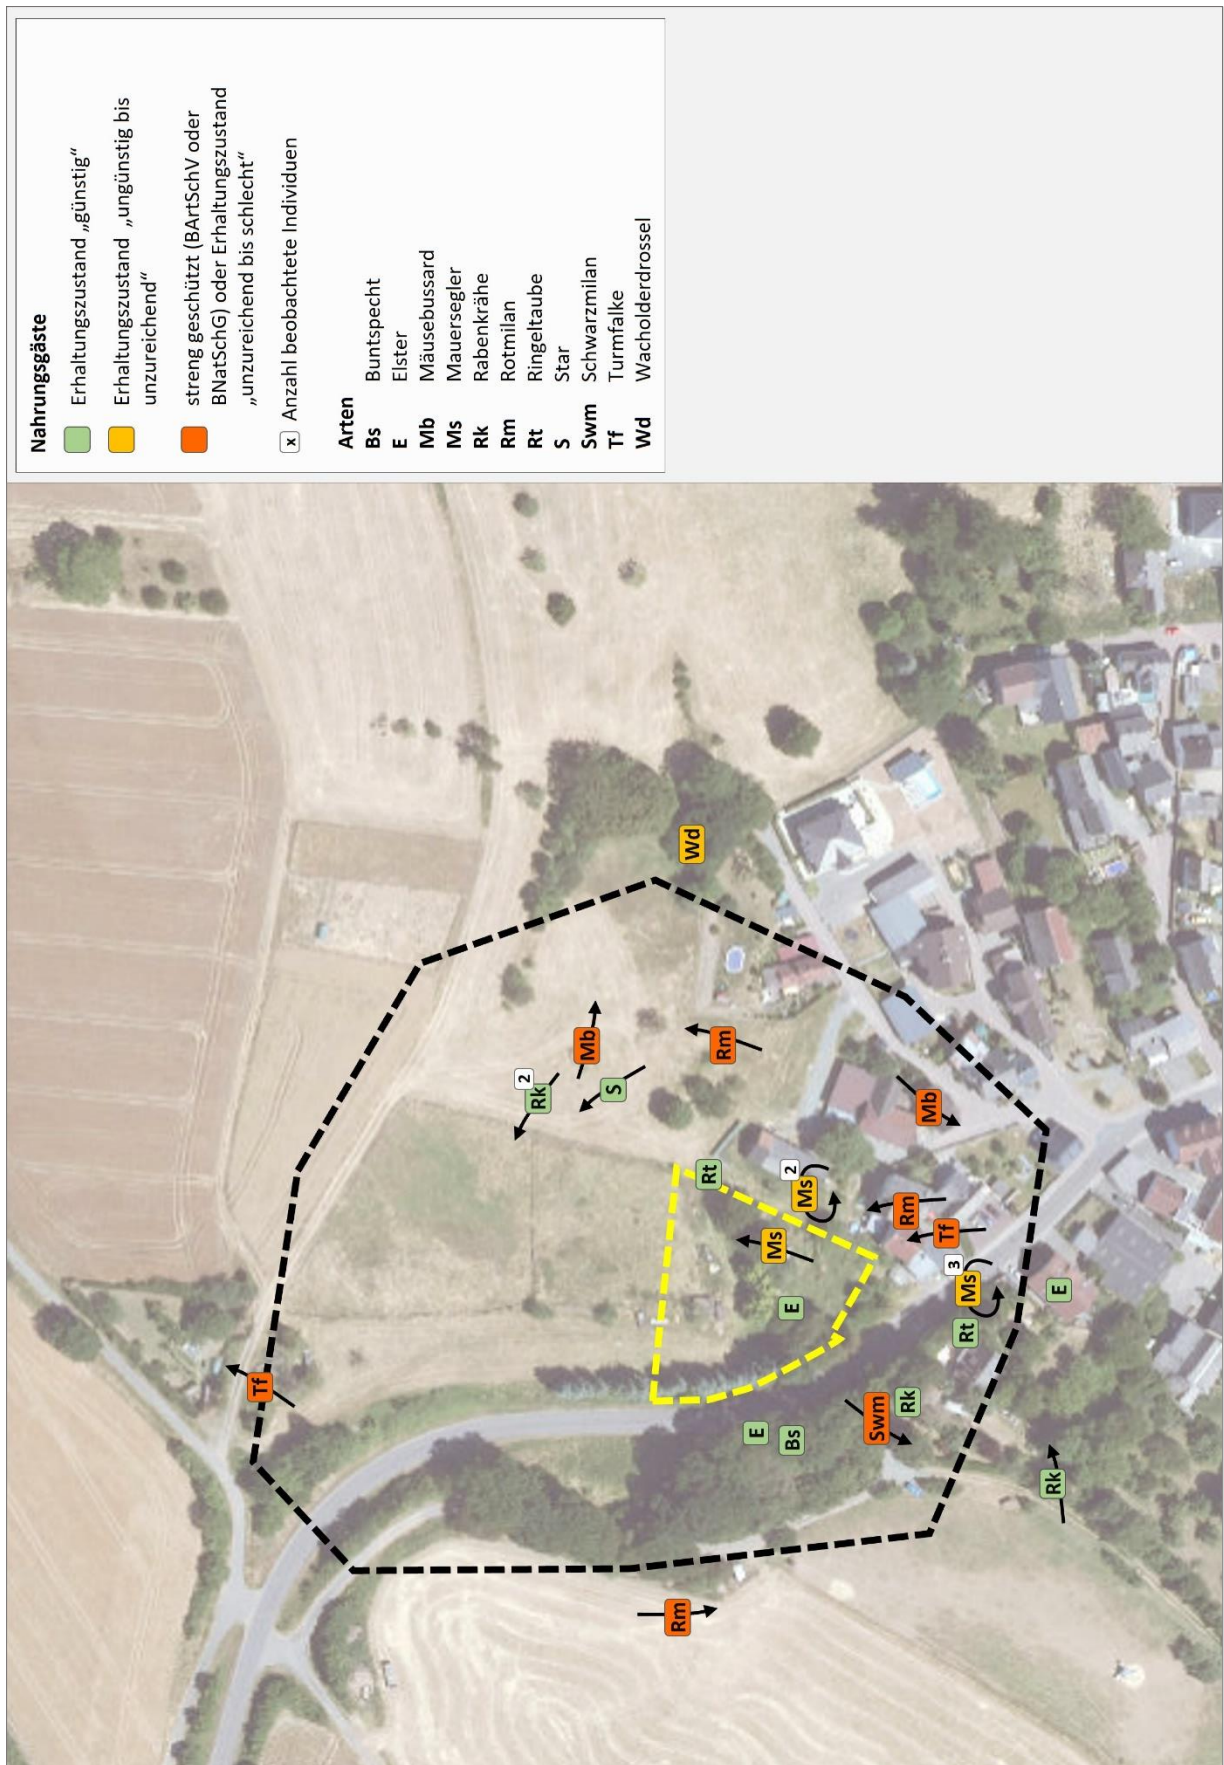 Nahrungsgäste
Erhaltungszustand „günstig“
Erhaltungszustand „ungünstig bis
unzureichend“
streng geschützt (BArtSchV oder
BNatSchG) oder Erhaltungszustand
„unzureichend bis schlecht“
x Anzahl beobachtete Individuen
Arten
Bs Buntspecht
E Elster
Mb Mäusebussard
Ms Mauersegler
Rk Rabenkrähe
Rm Rotmilan
Rt Ringeltaube
S Star
Swm Schwarzmilan
Tf Turmfalke
Wd Wacholderdrossel
Tf
Rk 2
Mb
S
Rm
Wd
Rm
Rt
Ms
Ms 2
E
E
Bs
Swm
Rk
Rm
Mb
Tf
Ms 3
Rt
E
Rk